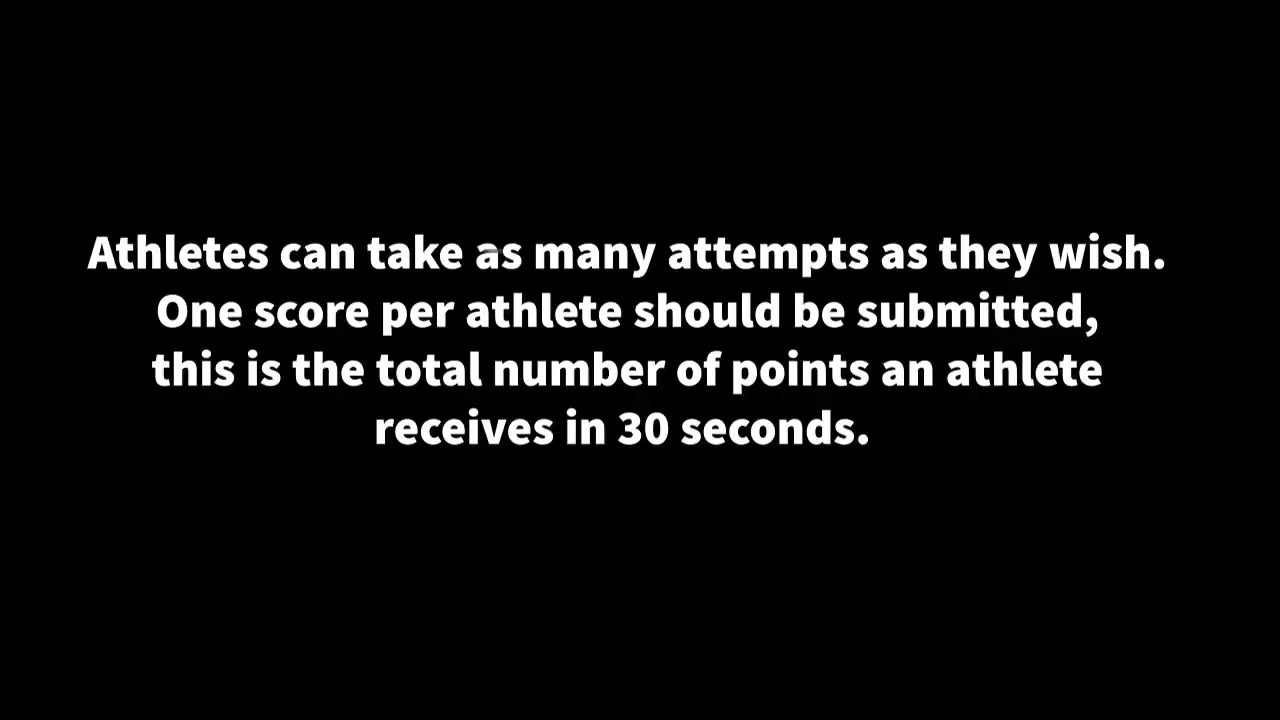 Athletes can take as many attempts as they wish.
One score per athlete should be submitted,
this is the total number of points an athlete
receives in 30 seconds.